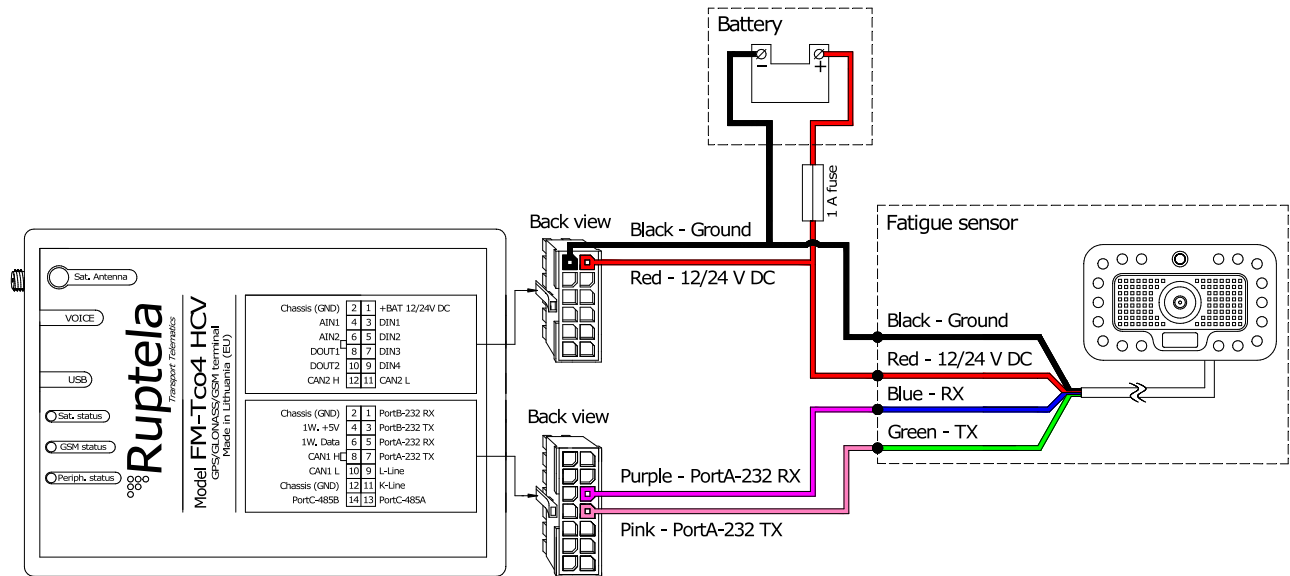 Battery
- +
1 A fuse
Back view
Black - Ground
Red - 12/24 V DC
Fatigue sensor
Black - Ground
Red - 12/24 V DC
Blue - RX
Green - TX
Back view
Purple - PortA-232 RX
Pink - PortA-232 TX
Sat. Antenna
VOICE
USB
Sat. status
GSM status
Periph. status
Ruptela
Transport Telematics
Model FM-Tco4 HCV
GPS/GLONASS/GSM terminal
Made in Lithuania (EU)
Chassis (GND) 2 1 +BAT 12/24V DC
AIN1 4 3 DIN1
AIN2 6 5 DIN2
DOUT1 8 7 DIN3
DOUT2 10 9 DIN4
CAN2 H 12 11 CAN2 L
Chassis (GND) 2 1 PortB-232 RX
1W. +5V 4 3 PortB-232 TX
1W. Data 6 5 PortA-232 RX
CAN1 H 8 7 PortA-232 TX
CAN1 L 10 9 L-Line
Chassis (GND) 12 11 K-Line
PortC-485B 14 13 PortC-485A